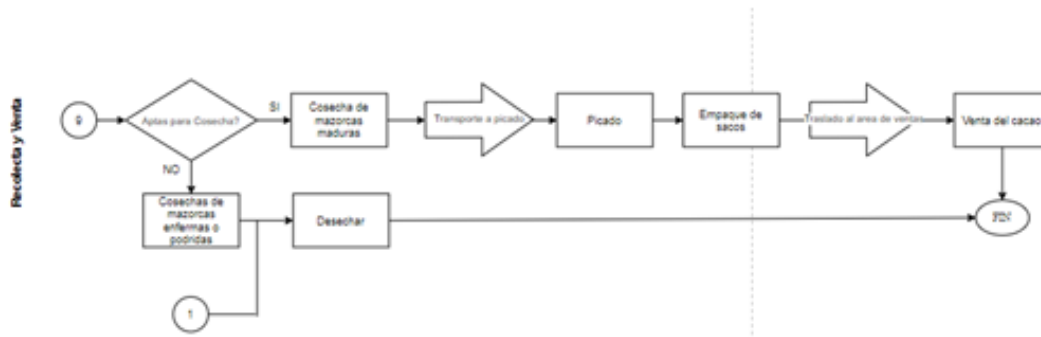 Recolecta y Venta
9
Aptas para Cosecha?
SI
Cosecha de
mazorcas
maduras
Transporte a picado
Picado
Empaque de
sacos
Traslado al area de ventas
Venta del cacao
NO
Cosechas de
mazorcas
enfermas o
podridas
Desechar
FIN
1